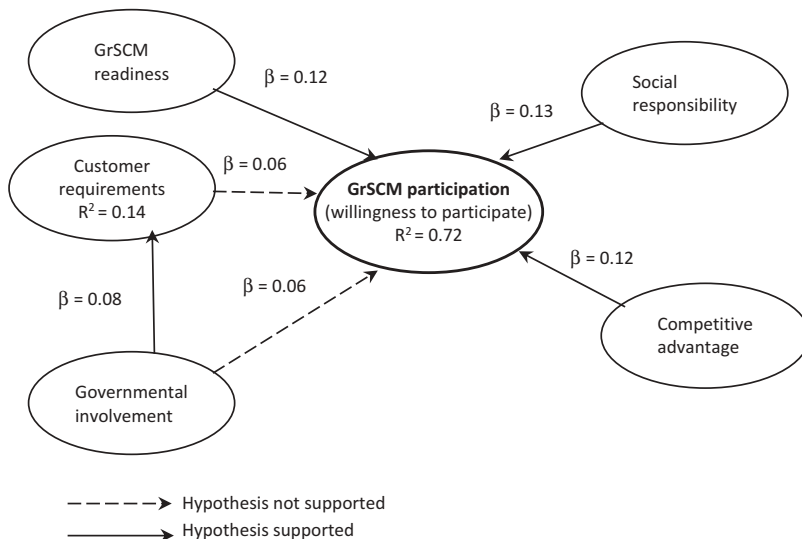 GrSCM
readiness
β = 0.12
Social
responsibility
β = 0.13
Customer
requirements
R² = 0.14
β = 0.06
GrSCM participation
(willingness to participate)
R² = 0.72
β = 0.08
β = 0.06
β = 0.12
Competitive
advantage
Governmental
involvement
Hypothesis not supported
Hypothesis supported